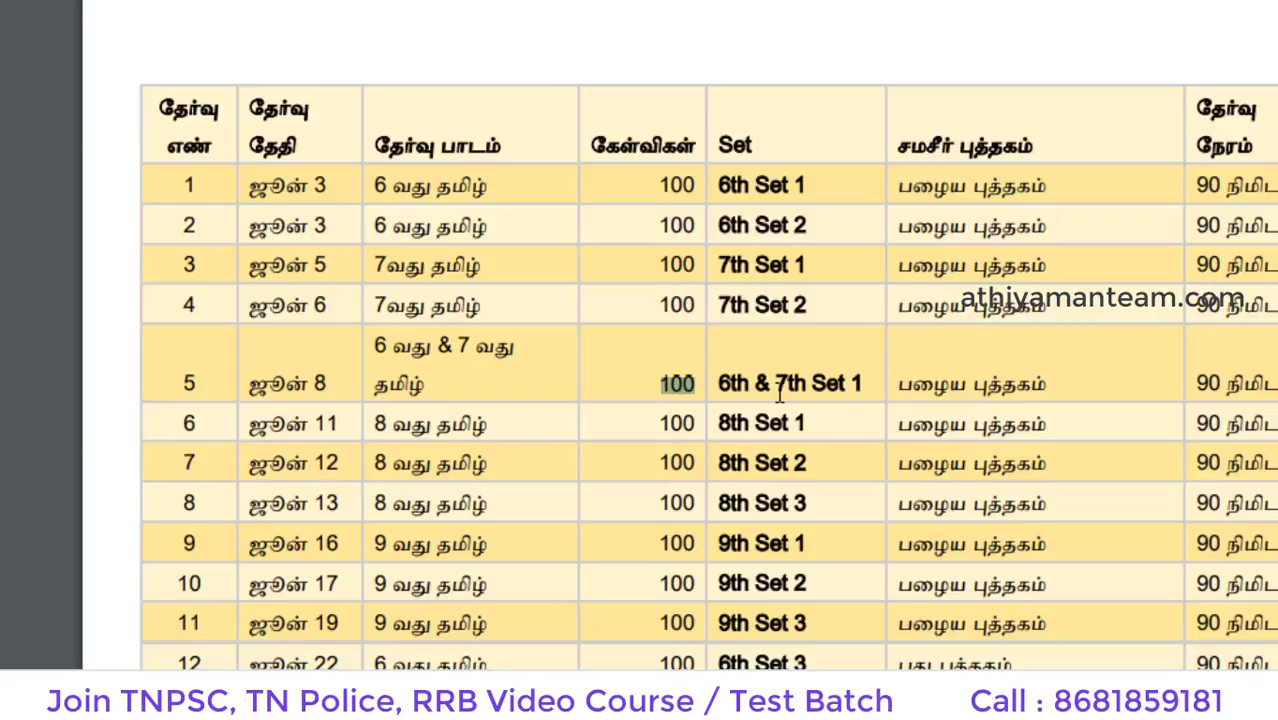 தேர்வு எண் தேர்வு தேதி தேர்வு பாடம் கேள்விகள் Set சமசீர் புத்தகம் தேர்வு நேரம்
1 ஜூன் 3 6 வது தமிழ் 100 6th Set 1 பழைய புத்தகம் 90 நிமிட
2 ஜூன் 3 6 வது தமிழ் 100 6th Set 2 பழைய புத்தகம் 90 நிமிட
3 ஜூன் 5 7வது தமிழ் 100 7th Set 1 பழைய புத்தகம் 90 நிமிட
4 ஜூன் 6 7வது தமிழ் 100 7th Set 2 பழைய புத்தகம் 90 நிமிட
athiyamanteam.com
5 ஜூன் 8 6 வது & 7 வது தமிழ் 100 6th & 7th Set 1 பழைய புத்தகம் 90 நிமிட
6 ஜூன் 11 8 வது தமிழ் 100 8th Set 1 பழைய புத்தகம் 90 நிமிட
7 ஜூன் 12 8 வது தமிழ் 100 8th Set 2 பழைய புத்தகம் 90 நிமிட
8 ஜூன் 13 8 வது தமிழ் 100 8th Set 3 பழைய புத்தகம் 90 நிமிட
9 ஜூன் 16 9 வது தமிழ் 100 9th Set 1 பழைய புத்தகம் 90 நிமிட
10 ஜூன் 17 9 வது தமிழ் 100 9th Set 2 பழைய புத்தகம் 90 நிமிட
11 ஜூன் 19 9 வது தமிழ் 100 9th Set 3 பழைய புத்தகம் 90 நிமிட
12 ஜூன் 22 6 வது தமிழ் 100 6th Set 3 புதுபுத்தகம் 90 நிமிட
Join TNPSC, TN Police, RRB Video Course / Test Batch Call : 8681859181